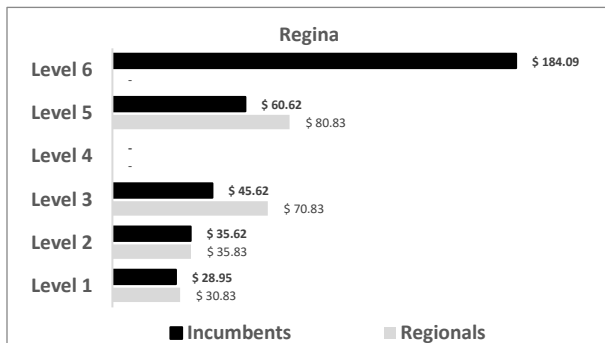 Regina
Level 6
$ 184.09
-
Level 5
$ 60.62
$ 80.83
Level 4
-
-
Level 3
$ 45.62
$ 70.83
Level 2
$ 35.62
$ 35.83
Level 1
$ 28.95
$ 30.83
Incumbents Regionals